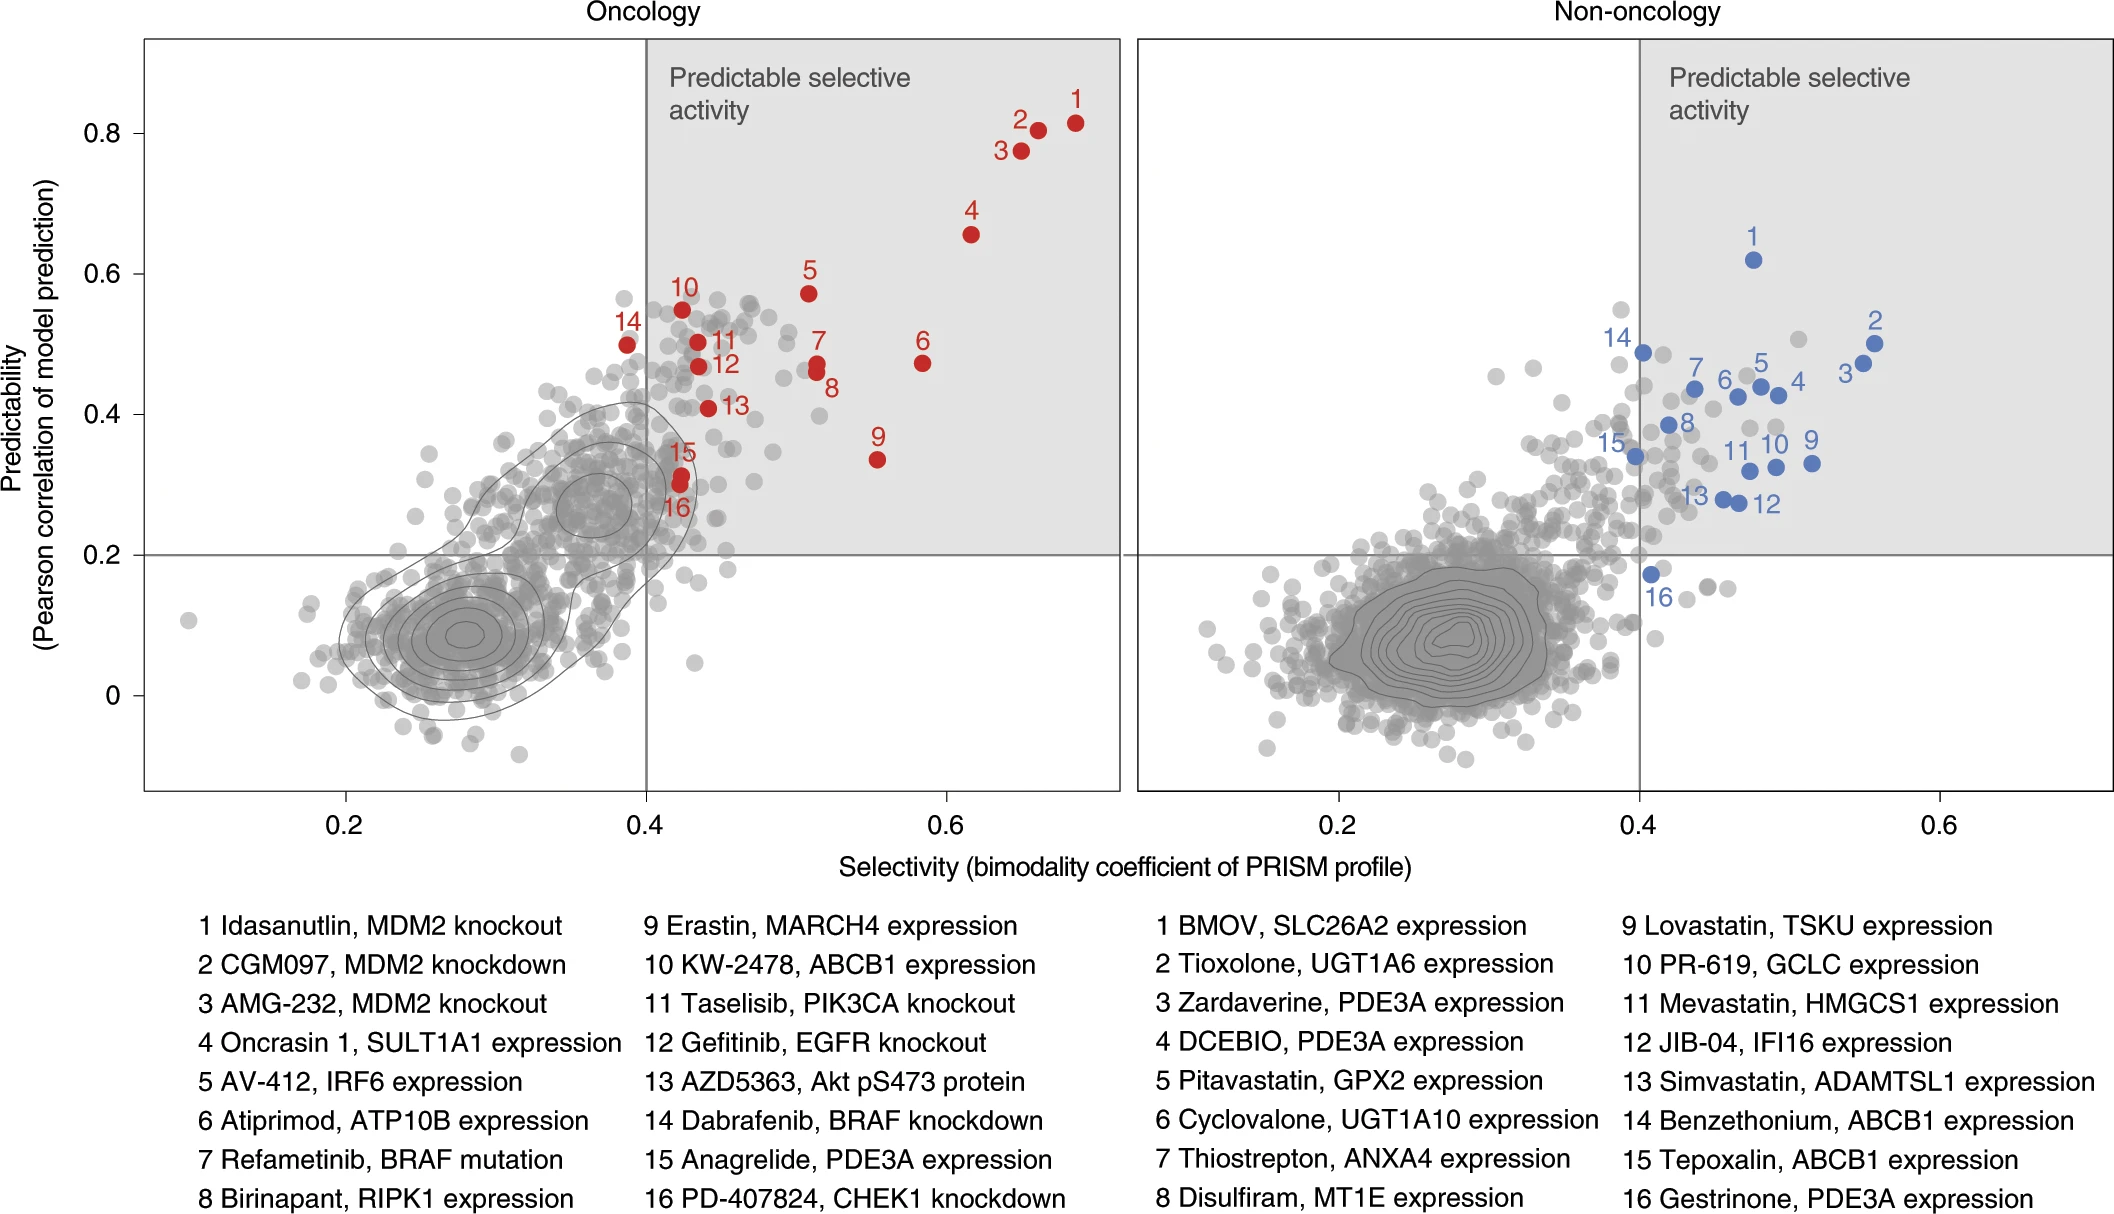 Oncology
Non-oncology
Predictable selective
activity
Predictable selective
activity
Predictability
(Pearson correlation of model prediction)
0.8
0.6
0.4
0.2
0
1
2
3
4
5
6
7
8
9
10
11
12
13
14
15
16
1
2
3
4
5
6
7
8
9
10
11
12
13
14
15
16
0.2
0.4
0.6
0.2
0.4
0.6
Selectivity (bimodality coefficient of PRISM profile)
1 Idasanutlin, MDM2 knockout
2 CGM097, MDM2 knockdown
3 AMG-232, MDM2 knockout
4 Oncrasin 1, SULT1A1 expression
5 AV-412, IRF6 expression
6 Atiprimod, ATP10B expression
7 Refametinib, BRAF mutation
8 Birinapant, RIPK1 expression
9 Erastin, MARCH4 expression
10 KW-2478, ABCB1 expression
11 Taselisib, PIK3CA knockout
12 Gefitinib, EGFR knockout
13 AZD5363, Akt pS473 protein
14 Dabrafenib, BRAF knockdown
15 Anagrelide, PDE3A expression
16 PD-407824, CHEK1 knockdown
1 BMOV, SLC26A2 expression
2 Tioxolone, UGT1A6 expression
3 Zardaverine, PDE3A expression
4 DCEBIO, PDE3A expression
5 Pitavastatin, GPX2 expression
6 Cyclovalone, UGT1A10 expression
7 Thiostrepton, ANXA4 expression
8 Disulfiram, MT1E expression
9 Lovastatin, TSKU expression
10 PR-619, GCLC expression
11 Mevastatin, HMGCS1 expression
12 JIB-04, IFI16 expression
13 Simvastatin, ADAMTSL1 expression
14 Benzethonium, ABCB1 expression
15 Tepoxalin, ABCB1 expression
16 Gestrinone, PDE3A expression